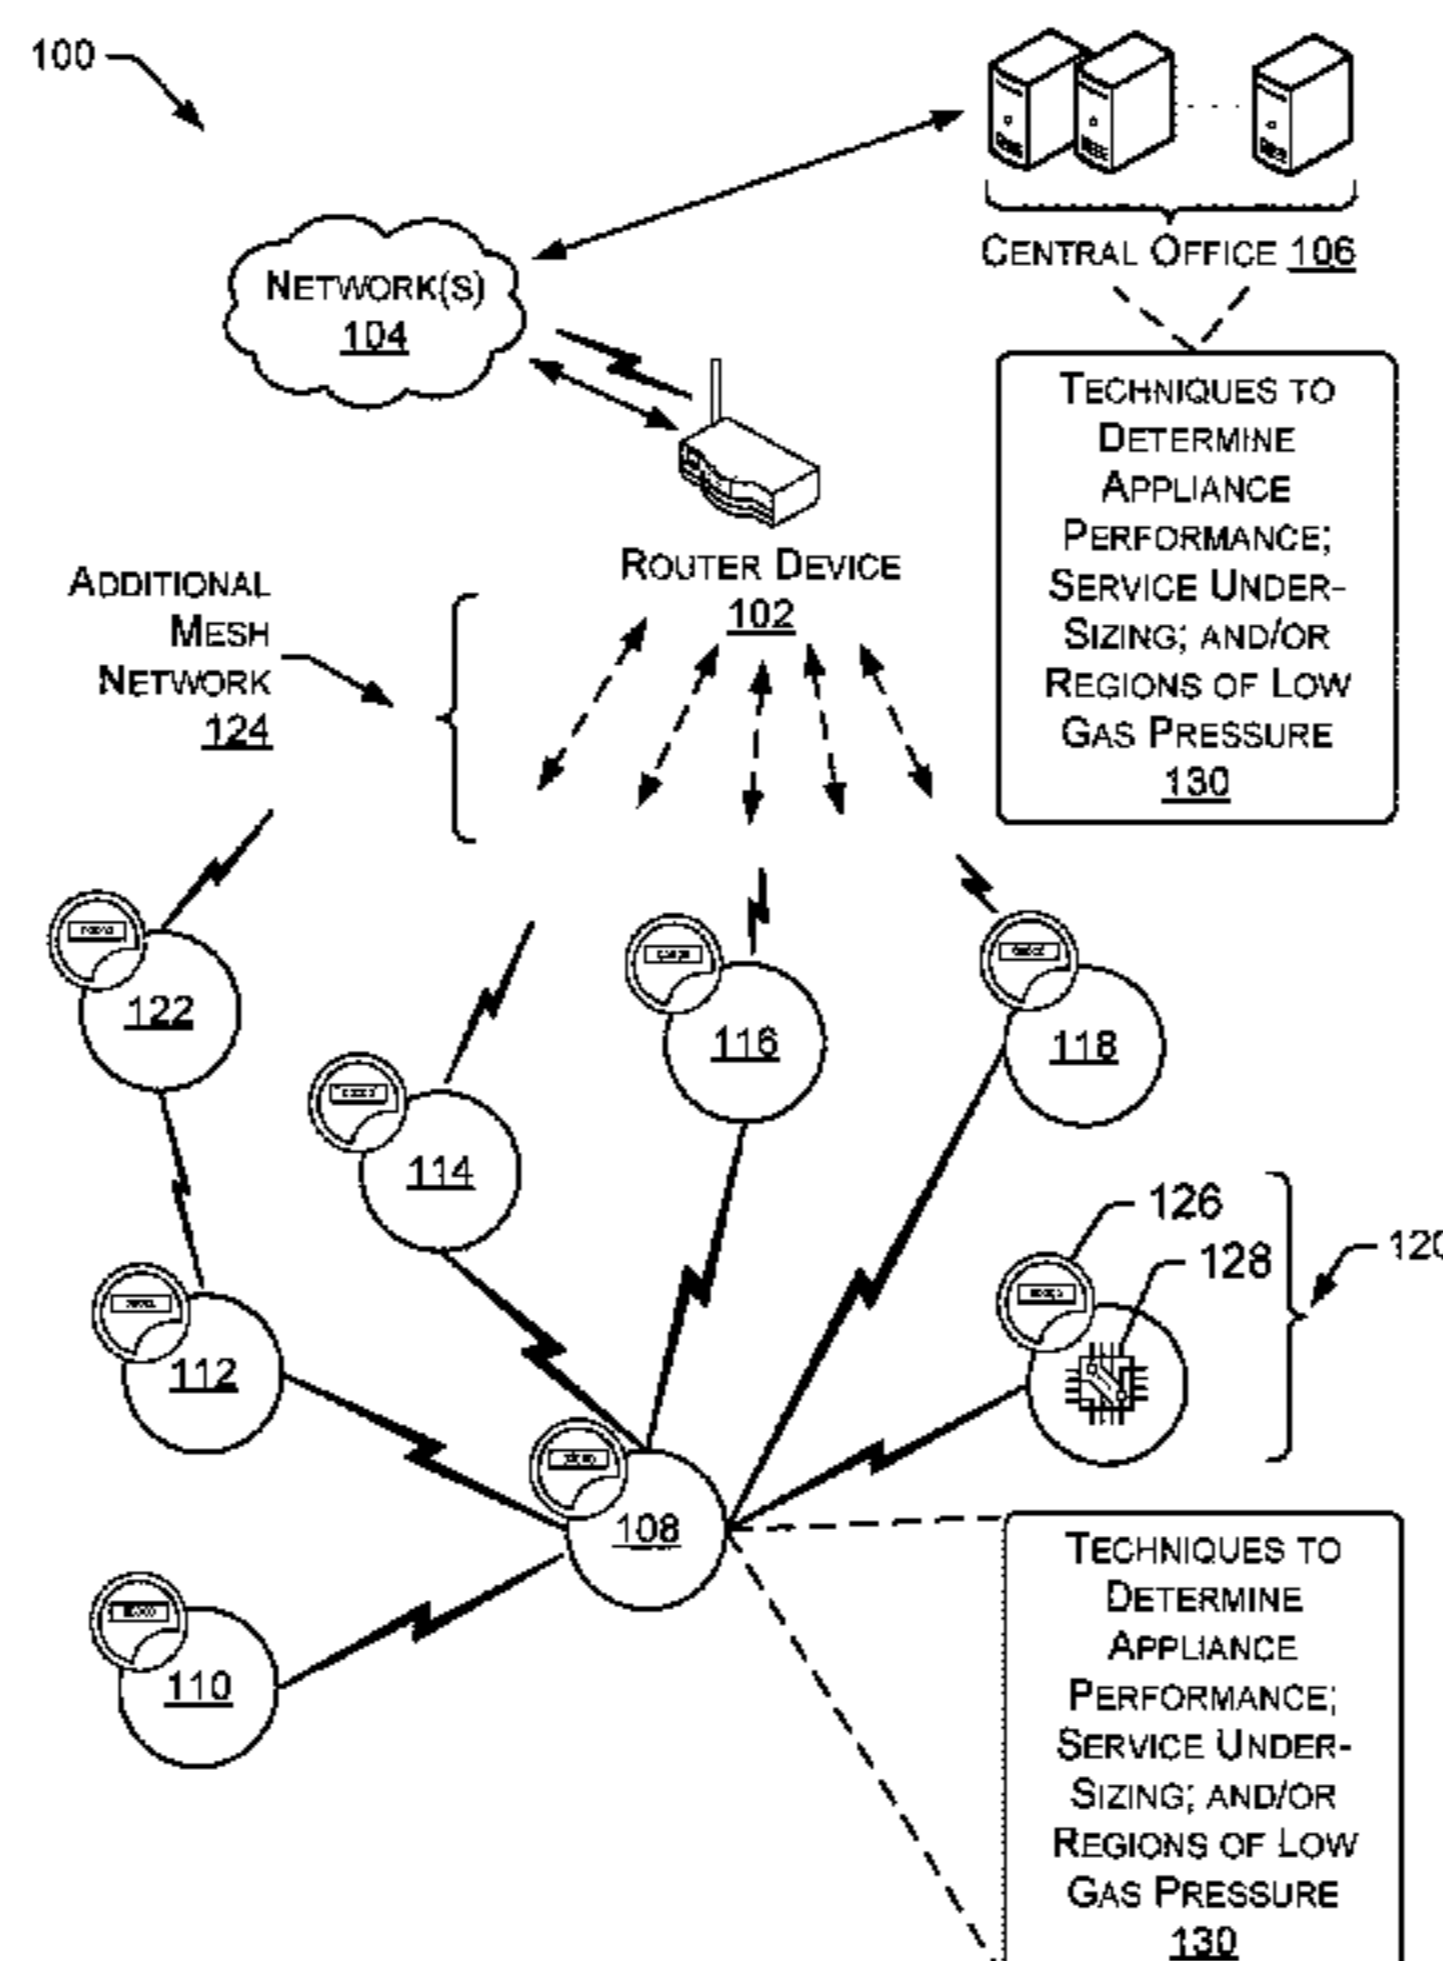 100
CENTRAL OFFICE 106
NETWORK(S)
104
TECHNIQUES TO
DETERMINE
APPLIANCE
PERFORMANCE;
SERVICE UNDER-
SIZING; AND/OR
REGIONS OF LOW
GAS PRESSURE
130
ROUTER DEVICE
102
ADDITIONAL
MESH
NETWORK
124
122
116
118
114
126
128
112
108
110
TECHNIQUES TO
DETERMINE
APPLIANCE
PERFORMANCE;
SERVICE UNDER-
SIZING; AND/OR
REGIONS OF LOW
GAS PRESSURE
130